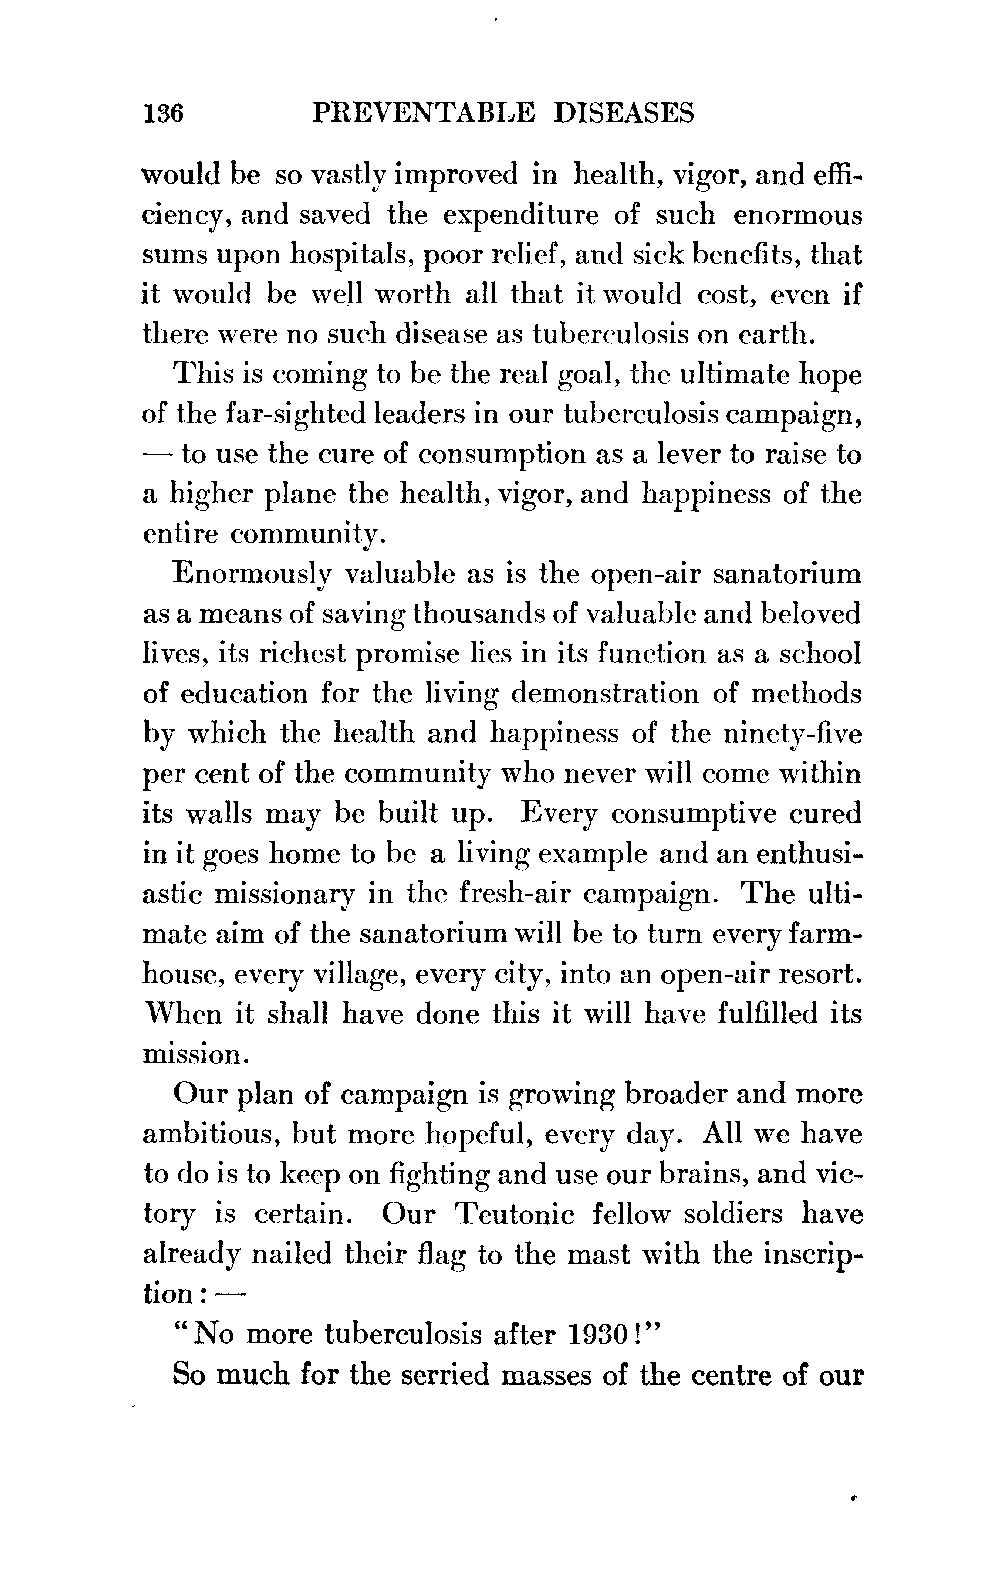 136 PREVENTABLE DISEASES
would be so vastly improved in health, vigor, and effi-
ciency, and saved the expenditure of such enormous
sums upon hospitals, poor relief, and sick benefits, that
it would be well worth all that it would cost, even if
there were no such disease as tuberculosis on earth.
This is coming to be the real goal, the ultimate hope
of the far-sighted leaders in our tuberculosis campaign,
— to use the cure of consumption as a lever to raise to
a higher plane the health, vigor, and happiness of the
entire community.
Enormously valuable as is the open-air sanatorium
as a means of saving thousands of valuable and beloved
lives, its richest promise lies in its function as a school
of education for the living demonstration of methods
by which the health and happiness of the ninety-five
per cent of the community who never will come within
its walls may be built up. Every consumptive cured
in it goes home to be a living example and an enthusi-
astic missionary in the fresh-air campaign. The ulti-
mate aim of the sanatorium will be to turn every farm-
house, every village, every city, into an open-air resort.
When it shall have done this it will have fulfilled its
mission.
Our plan of campaign is growing broader and more
ambitious, but more hopeful, every day. All we have
to do is to keep on fighting and use our brains, and vic-
tory is certain. Our Teutonic fellow soldiers have
already nailed their flag to the mast with the inscrip-
tion : —
“No more tuberculosis after 1930!”
So much for the serried masses of the centre of our